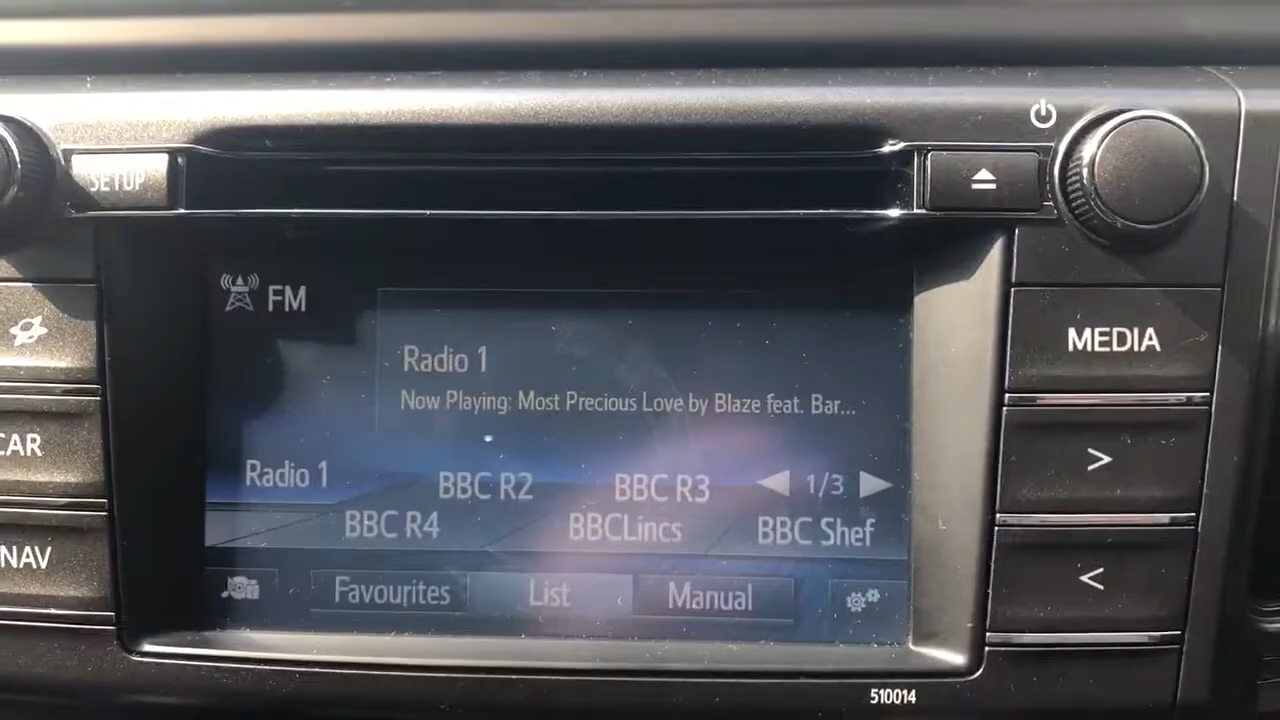 SETUP
FM
MEDIA
Radio 1
Now Playing: Most Precious Love by Blaze feat. Bar...
CAR
>
Radio 1 BBC R2 BBC R3 1/3
BBC R4 BBCLincs BBC Shef
NAV
<
Favourites List Manual
510014